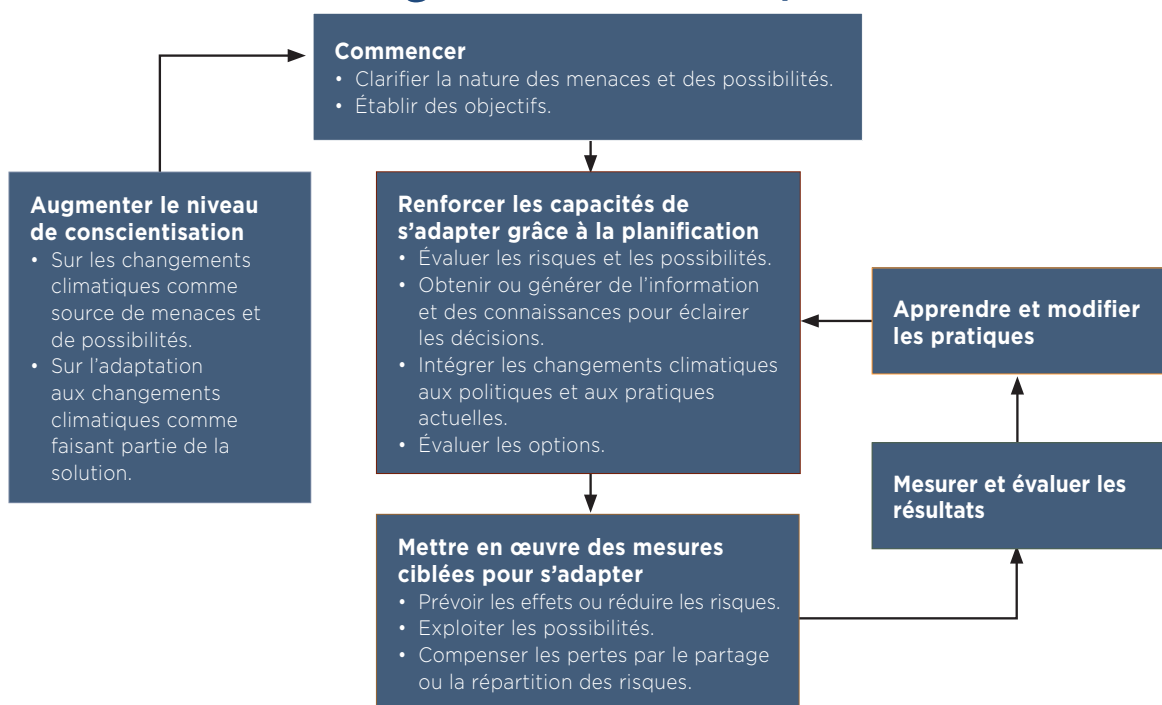 Commencer
• Clarifier la nature des menaces et des possibilités.
• Établir des objectifs.
Augmenter le niveau
de conscientisation
• Sur les changements
climatiques comme
source de menaces et
de possibilités.
• Sur l’adaptation
aux changements
climatiques comme
faisant partie de la
solution.
Renforcer les capacités de
s’adapter grâce à la planification
• Évaluer les risques et les possibilités.
• Obtenir ou générer de l’information
et des connaissances pour éclairer
les décisions.
• Intégrer les changements climatiques
aux politiques et aux pratiques
actuelles.
• Évaluer les options.
Mettre en œuvre des mesures
ciblées pour s’adapter
• Prévoir les effets ou réduire les risques.
• Exploiter les possibilités.
• Compenser les pertes par le partage
ou la répartition des risques.
Mesurer et évaluer les
résultats
Apprendre et modifier
les pratiques